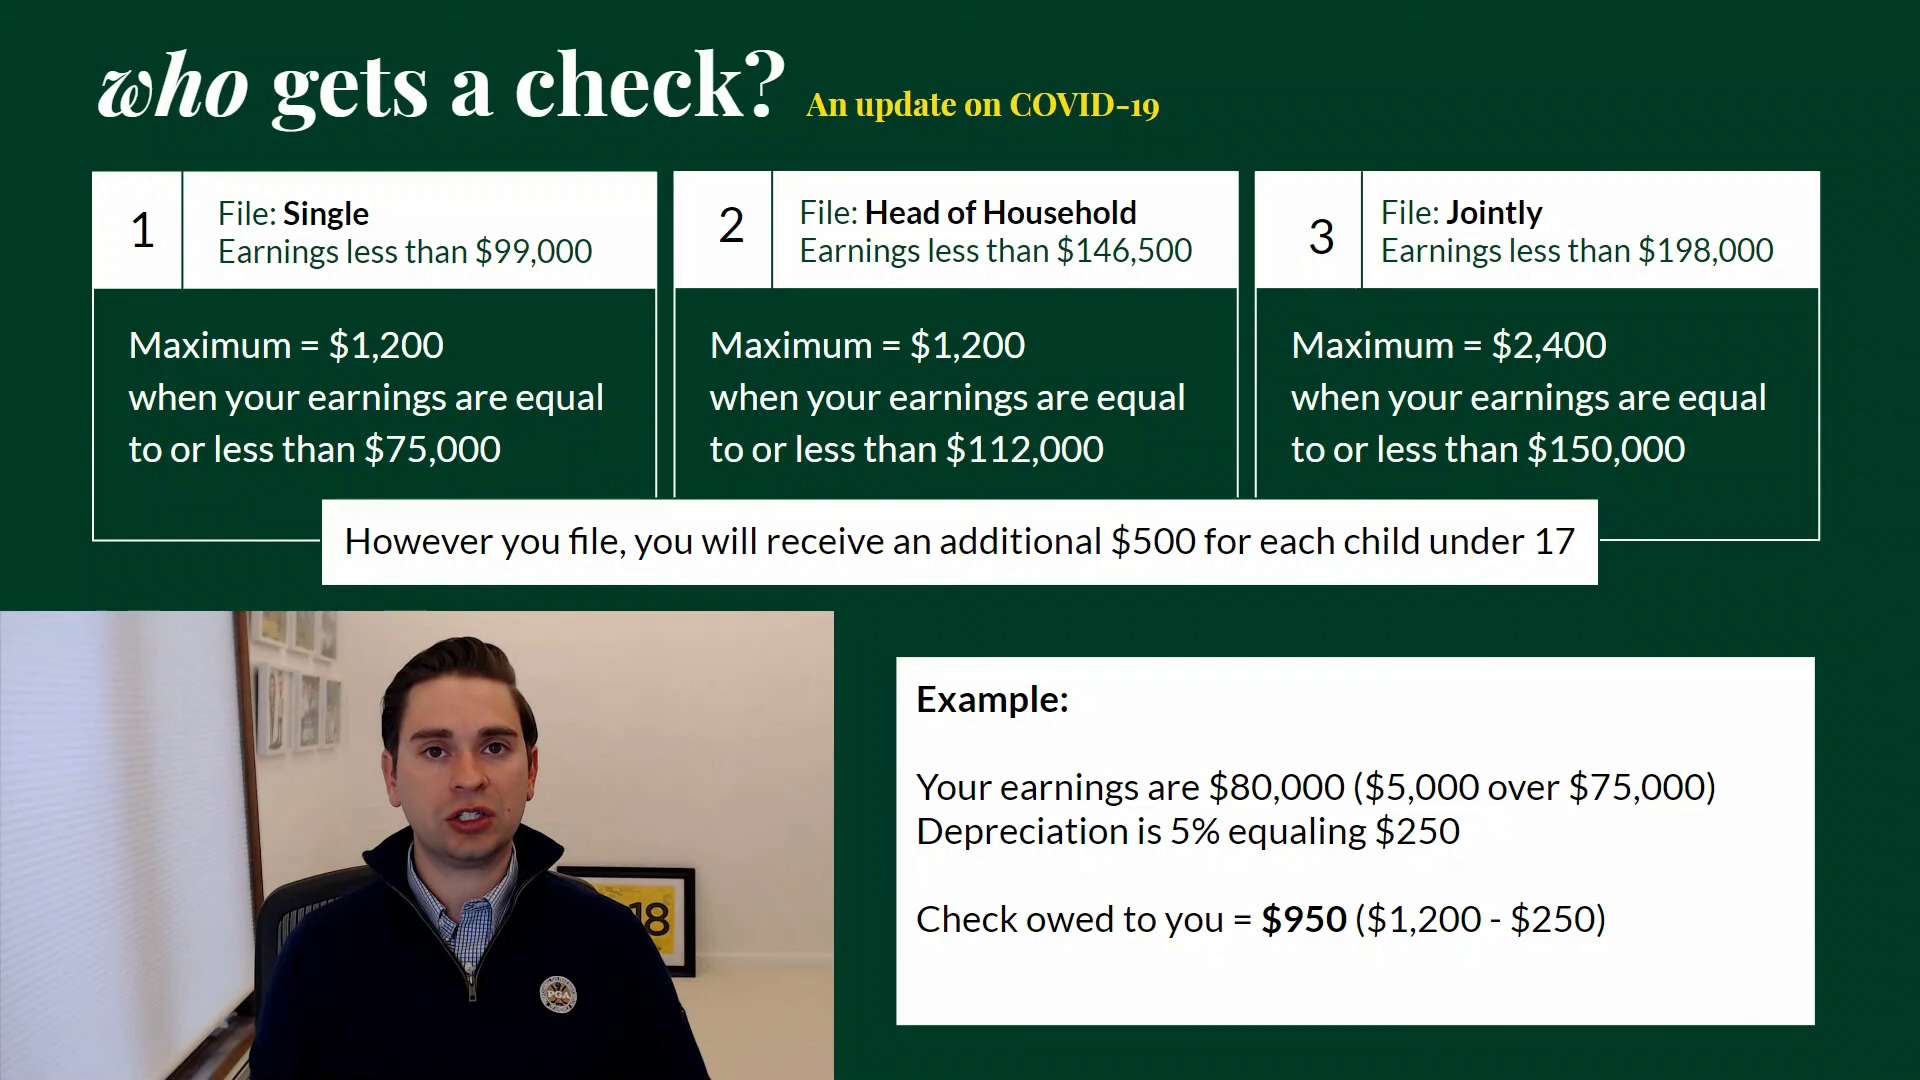 who gets a check? An update on COVID-19
1
File: Single
Earnings less than $99,000
Maximum = $1,200
when your earnings are equal
to or less than $75,000
2
File: Head of Household
Earnings less than $146,500
Maximum = $1,200
when your earnings are equal
to or less than $112,000
3
File: Jointly
Earnings less than $198,000
Maximum = $2,400
when your earnings are equal
to or less than $150,000
However you file, you will receive an additional $500 for each child under 17
18
PGA
Example:
Your earnings are $80,000 ($5,000 over $75,000)
Depreciation is 5% equaling $250
Check owed to you = $950 ($1,200 - $250)